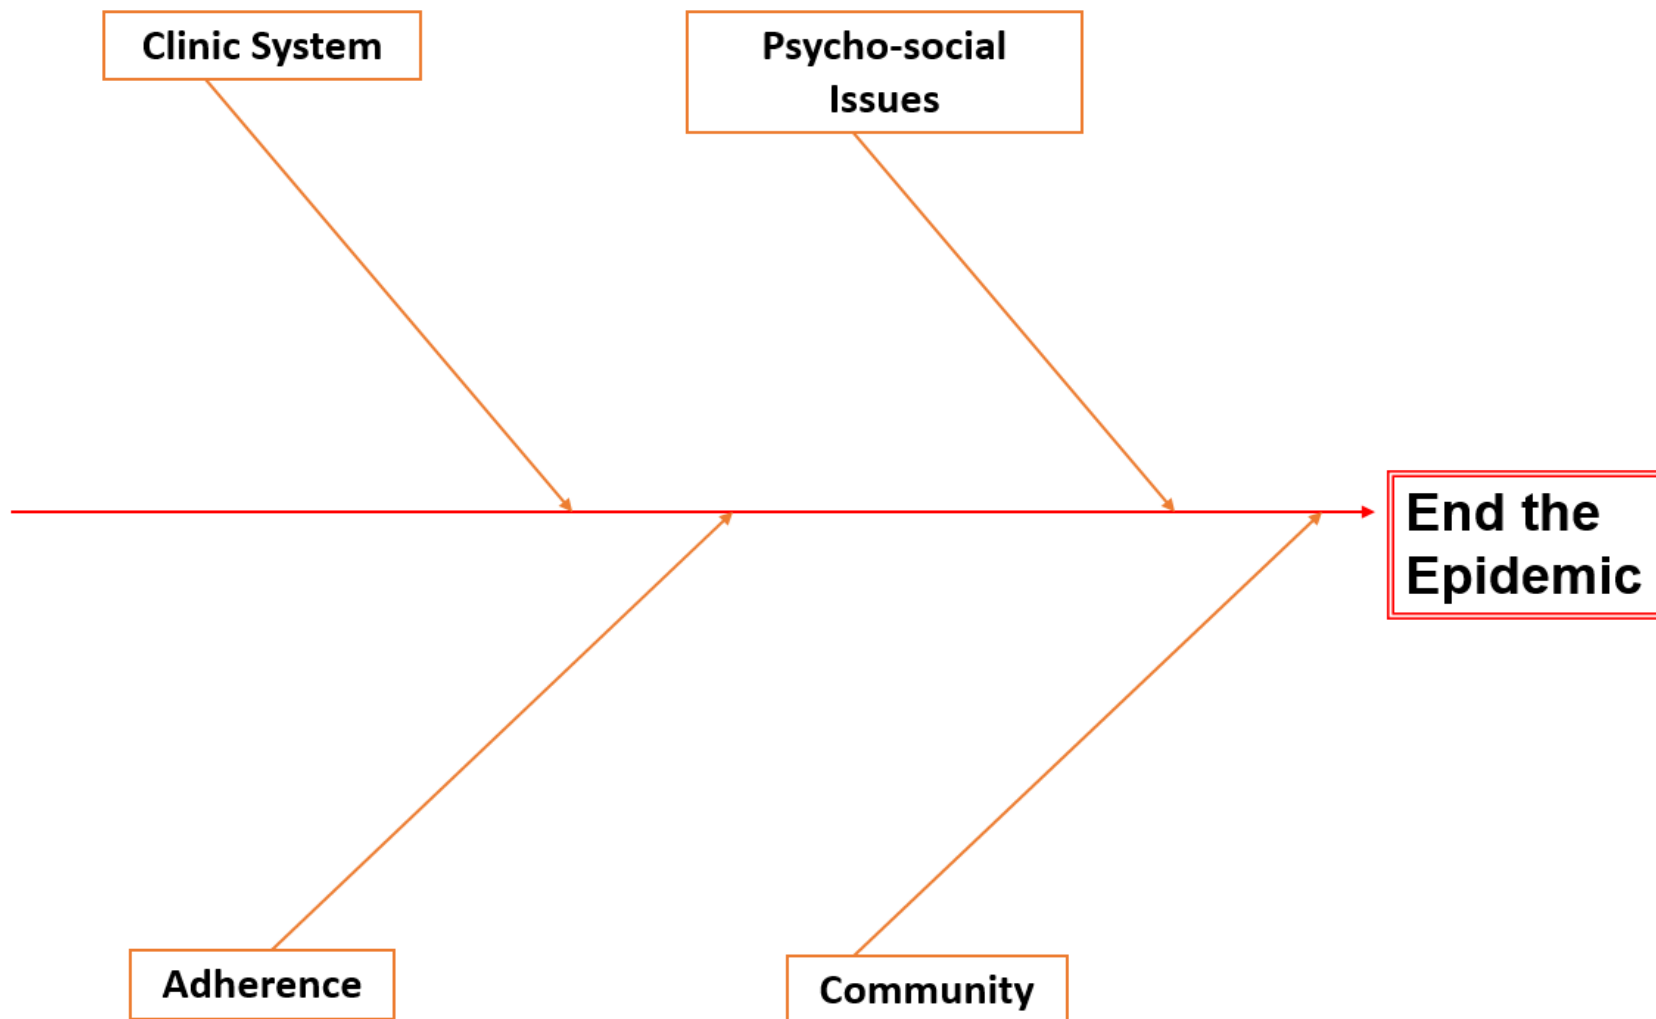 Clinic System
Psycho-social
Issues
End the
Epidemic
Adherence
Community